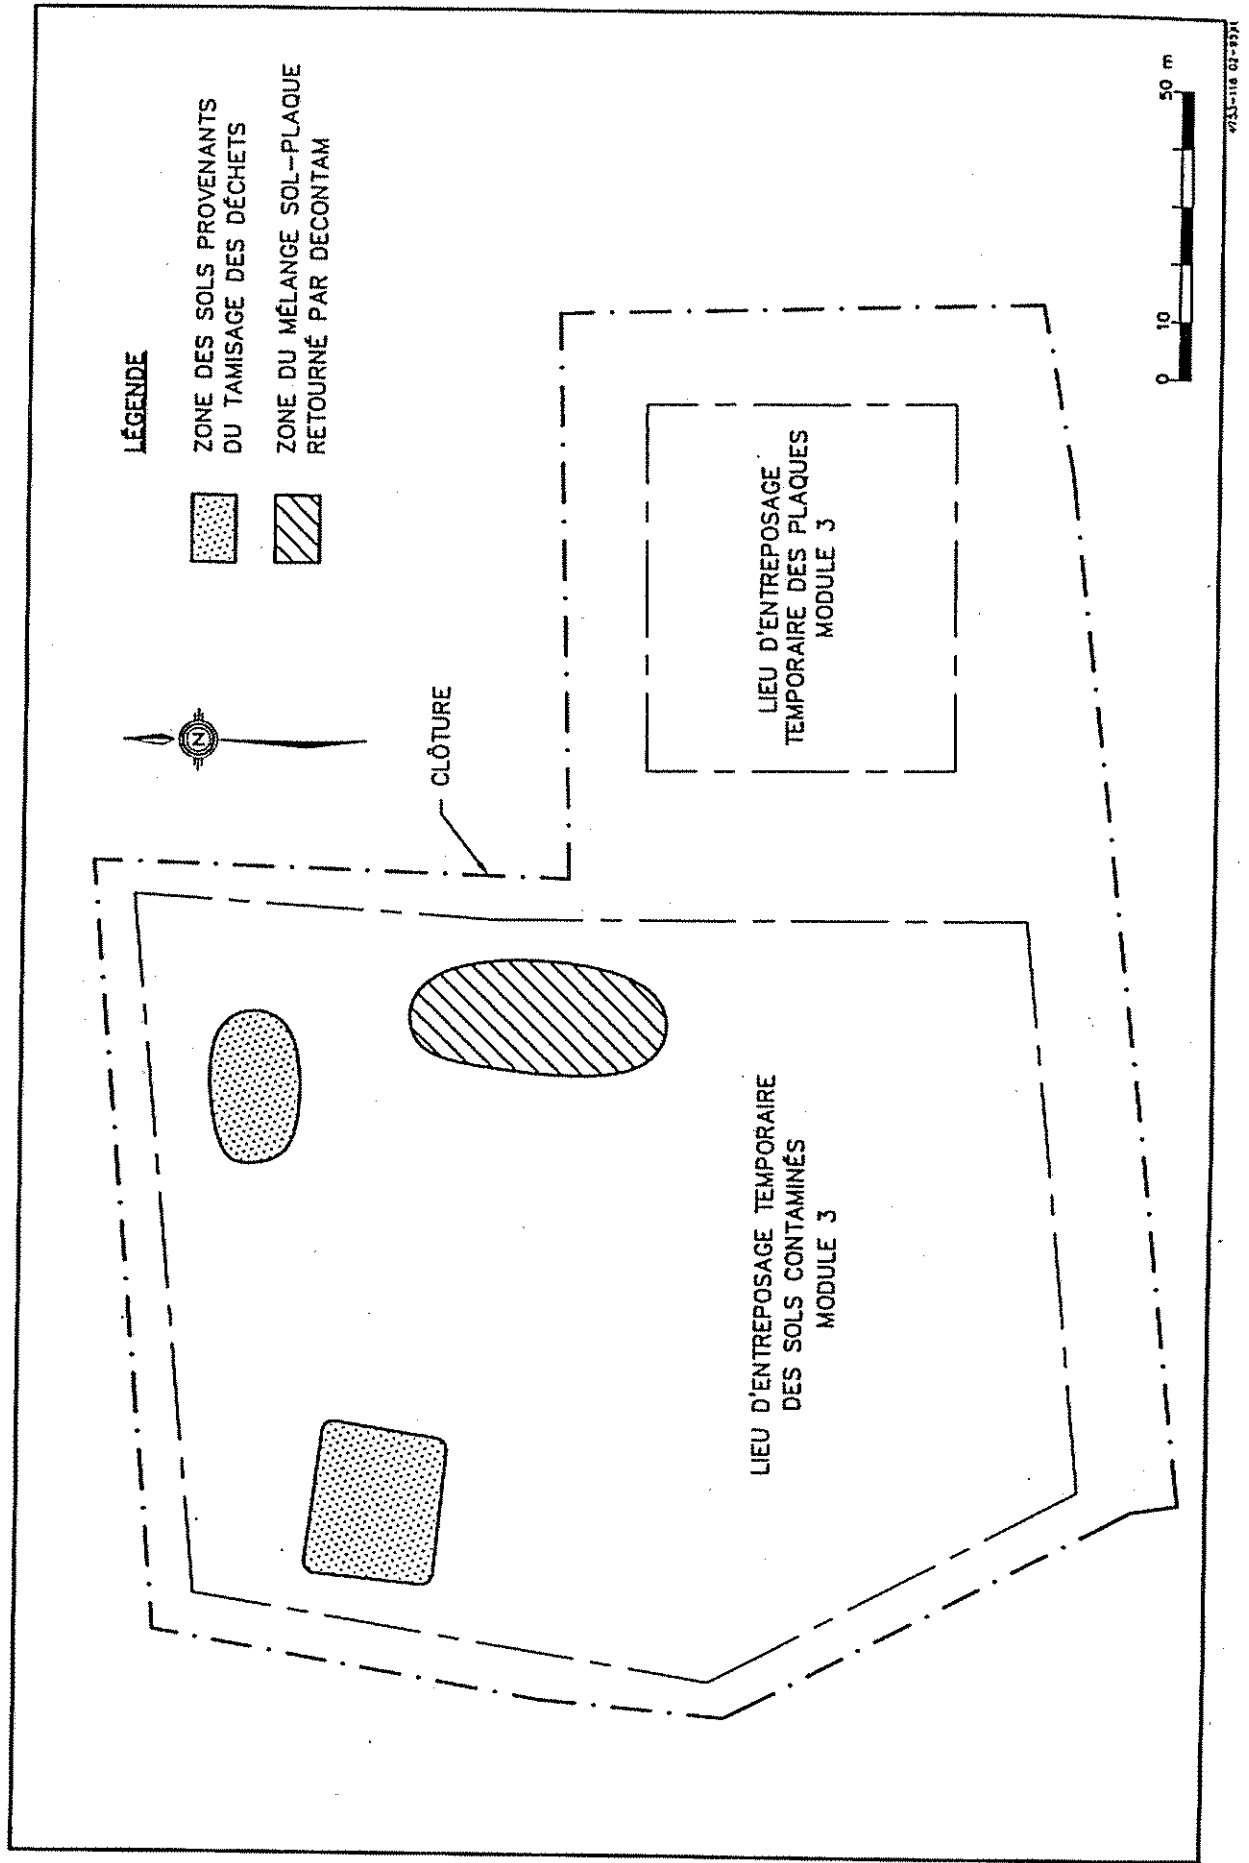 LÉGENDE
ZONE DES SOLS PROVENANTS
DU TAMISAGE DES DÉCHETS
ZONE DU MÉLANGE SOL-PLAQUE
RETOURNÉ PAR DECONTAM
N
CLÔTURE
LIEU D'ENTREPOSAGE
TEMPORAIRE DES PLAQUES
MODULE 3
LIEU D'ENTREPOSAGE TEMPORAIRE
DES SOLS CONTAMINÉS
MODULE 3
0 10 50 m